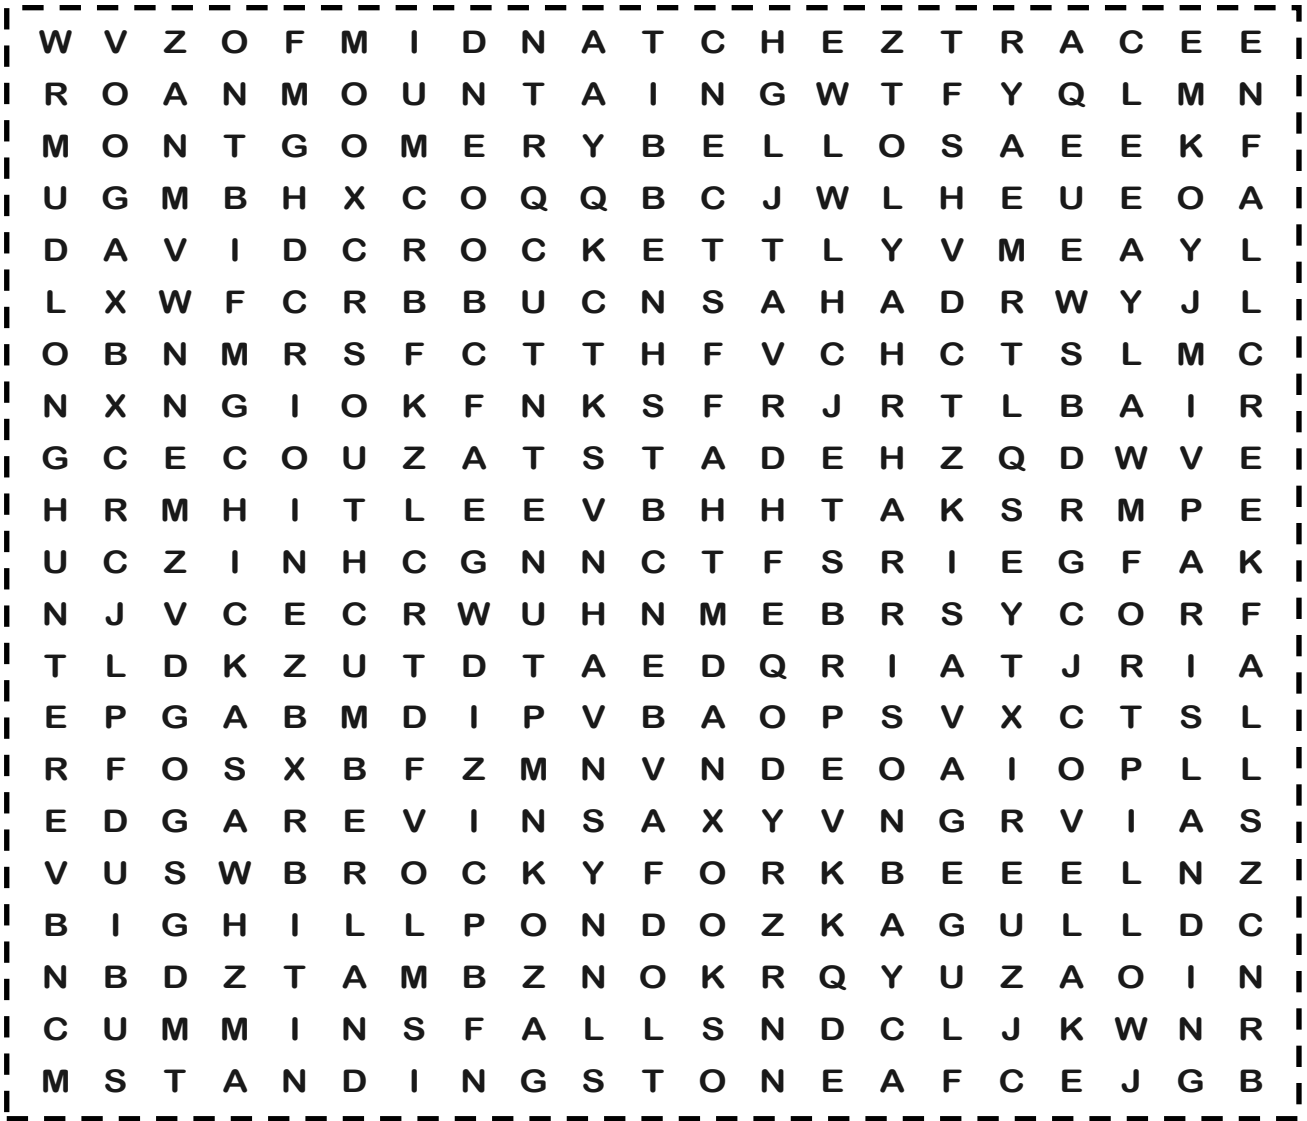 W V Z O F M I D N A T C H E Z T R A C E E
R O A N M O U N T A I N G W T F Y Q L M N
M O N T G O M E R Y B E L L O S A E E K F
U G M B H X C O Q Q B C J W L H E U E O A
D A V I D C R O C K E T T L Y V M E A Y L
L X W F C R B B U C N S A H A D R W Y J L
O B N M R S F C T T H F V C H C T S L M C
N X N G I O K F N K S F R J R T L B A I R
G C E C O U Z A T S T A D E H Z Q D W V E
H R M H I T L E E V B H H T A K S R M P E
U C Z I N H C G N N C T F S R I E G F A K
N J V C E C R W U H N M E B R S Y C O R F
T L D K Z U T D T A E D Q R I A T J R I A
E P G A B M D I P V B A O P S V X C T S L
R F O S X B F Z M N V N D E O A I O P L L
E D G A R E V I N S A X Y V N G R V I A S
V U S W B R O C K Y F O R K B E E E L N Z
B I G H I L L P O N D O Z K A G U L L D C
N B D Z T A M B Z N O K R Q Y U Z A O I N
C U M M I N S F A L L S N D C L J K W N R
M S T A N D I N G S T O N E A F C E J G B